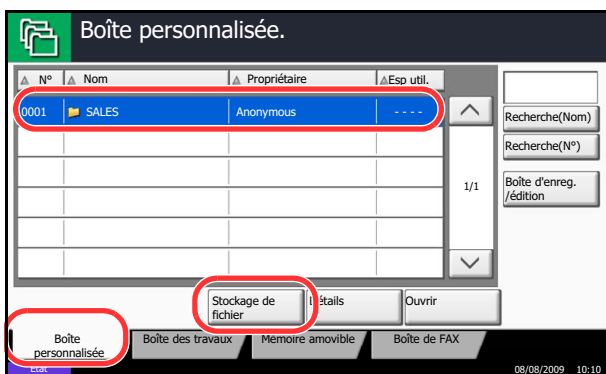 Boîte personnalisée.
N° Nom Propriétaire Esp util.
0001 SALES Anonymous ----
Recherche(Nom)
Recherche(N°)
1/1
Boîte d'enreg.
/édition
Stockage de
fichier
Détails
Ouvrir
Boîte
personnalisée
Boîte des travaux
Mémoire amovible
Boîte de FAX
État
08/08/2009 10:10